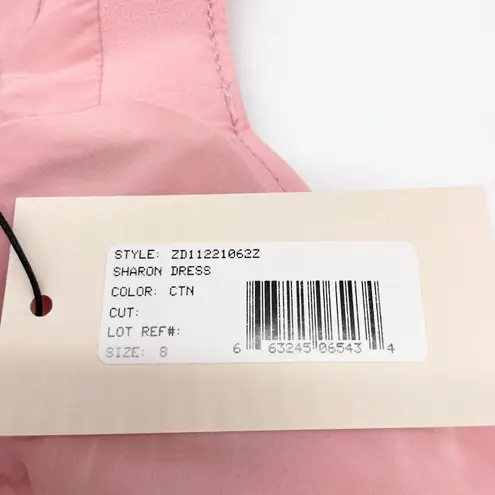 STYLE: ZD11221062Z
SHARON DRESS
COLOR: CTN
CUT:
LOT REF#:
SIZE: 8
6 63245 06543 4